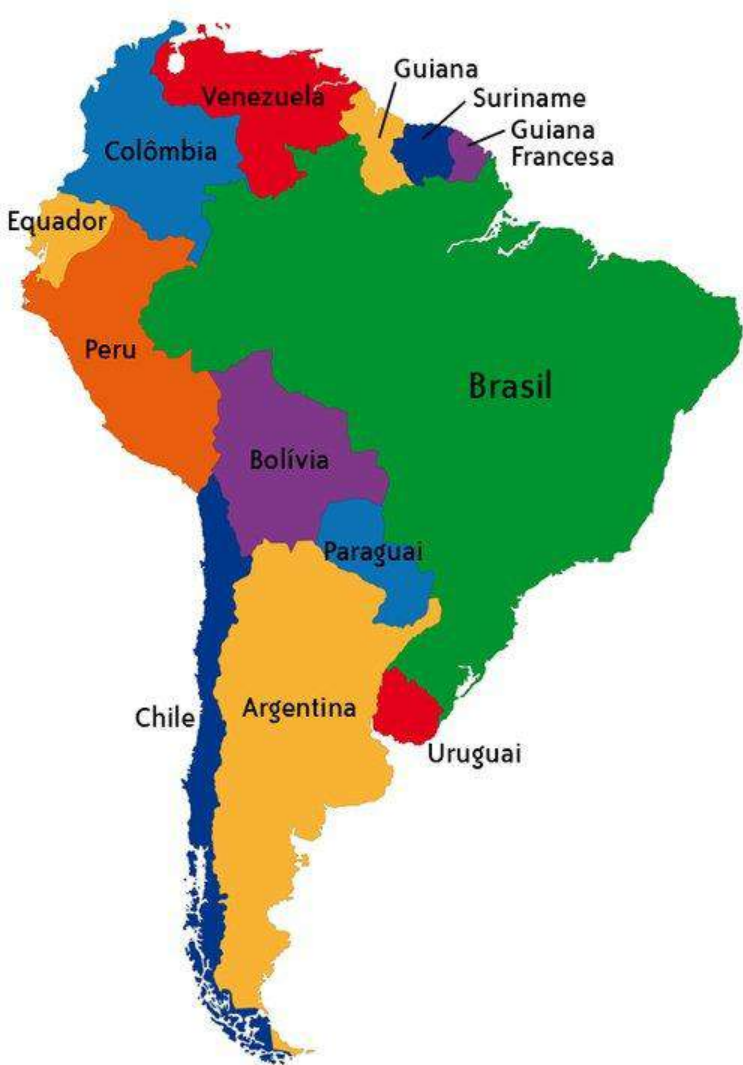 Guiana
Venezuela
Suriname
Guiana
Francesa
Colômbia
Equador
Peru
Brasil
Bolívia
Paraguai
Argentina
Chile
Uruguai